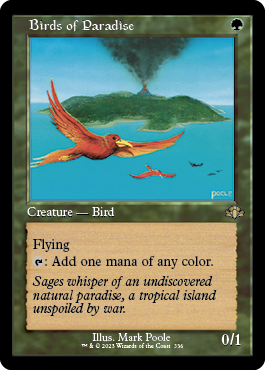 Birds of Paradise
POOLE
Creature — Bird
Flying
: Add one mana of any color.
Sages whisper of an undiscovered
natural paradise, a tropical island
unspoiled by war.
Illus. Mark Poole
™ & © 2023 Wizards of the Coast 336
0/1